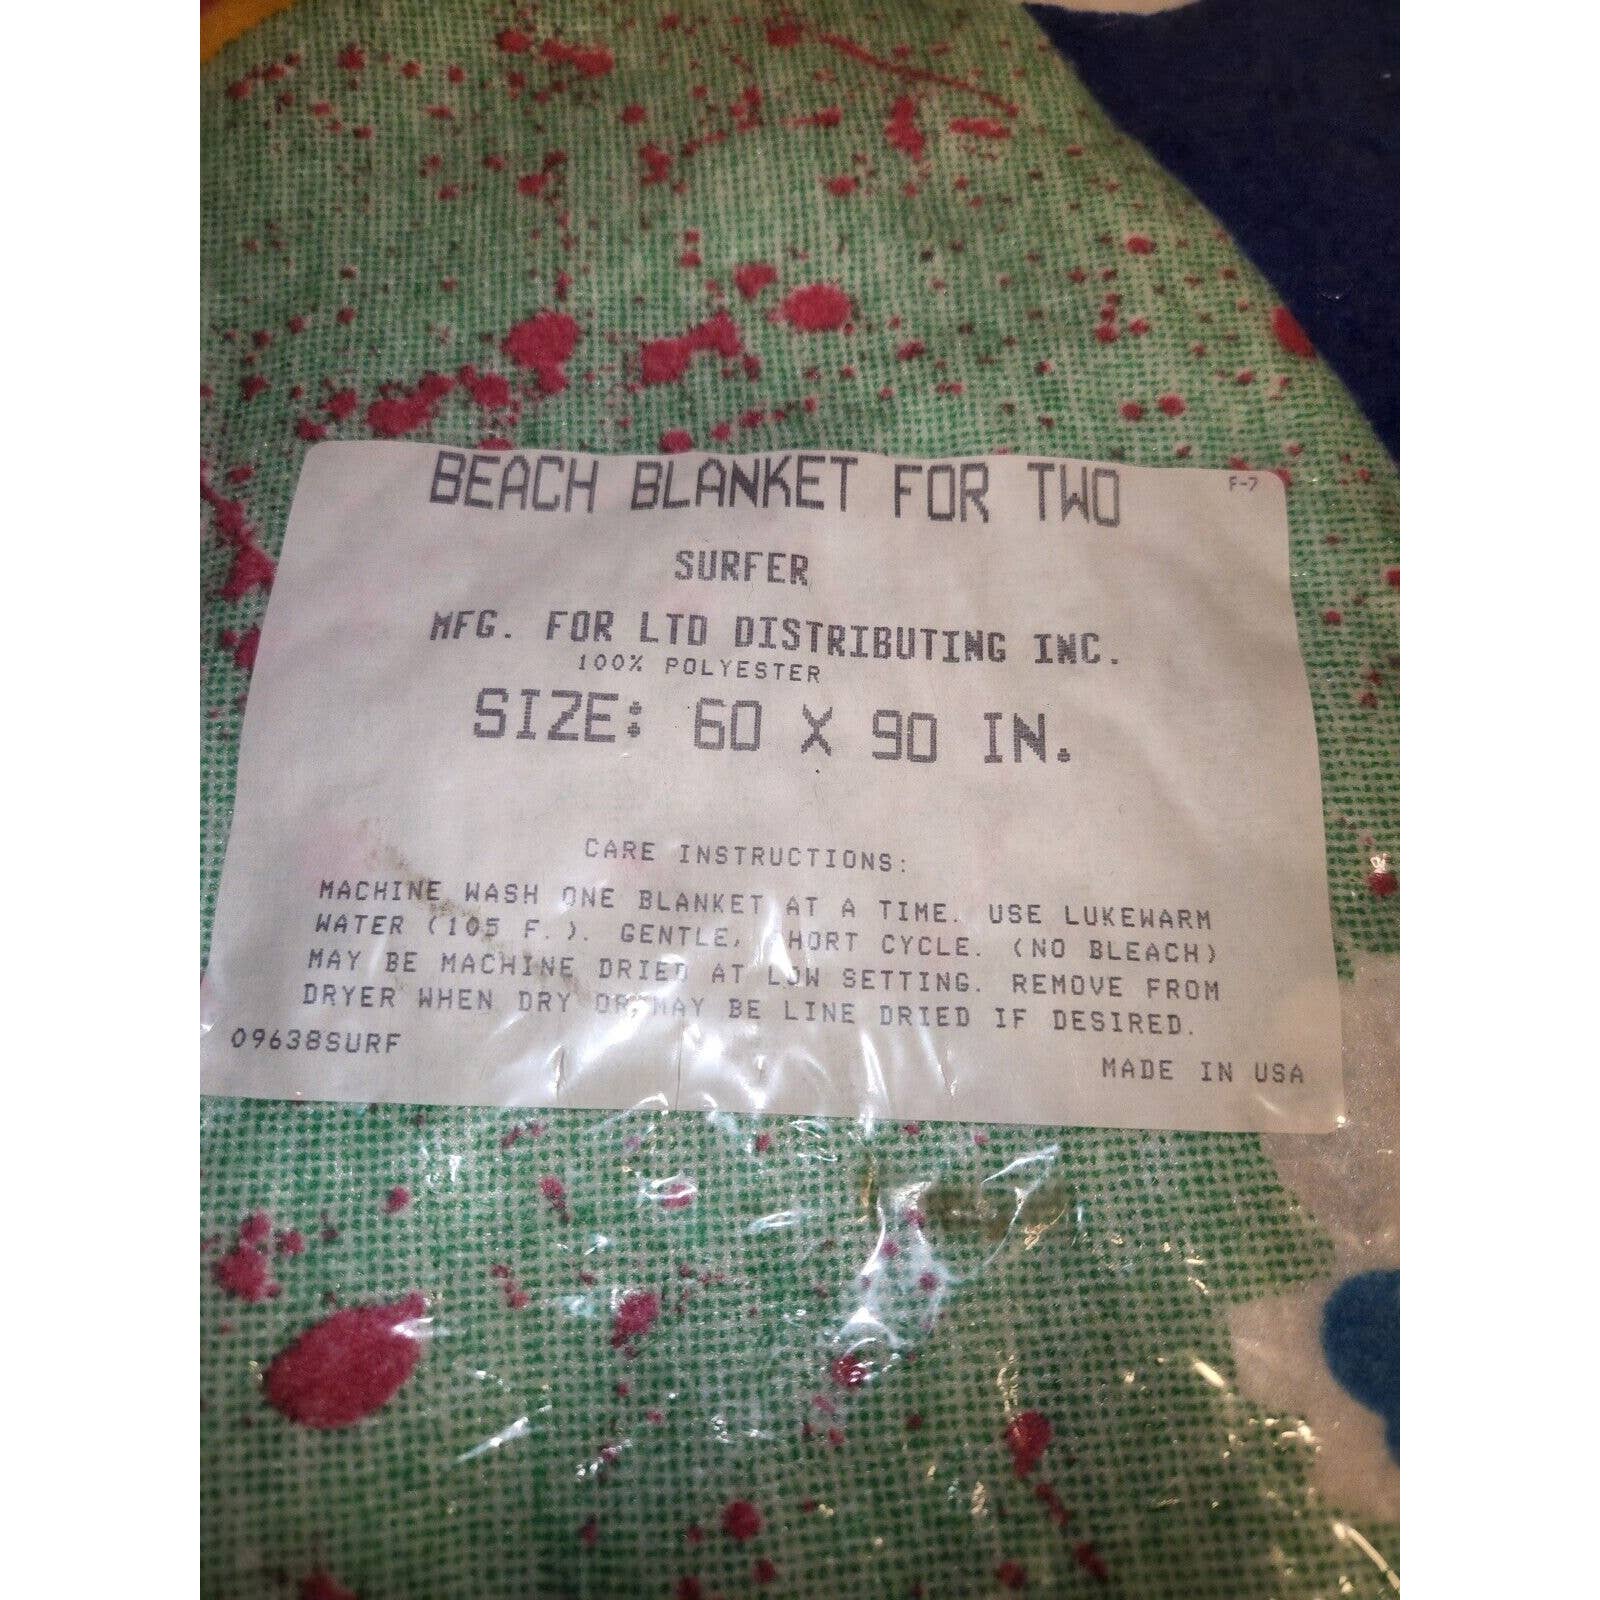 BEACH BLANKET FOR TWO
F-7
SURFER
MFG. FOR LTD DISTRIBUTING INC.
100% POLYESTER
SIZE: 60 X 90 IN.
CARE INSTRUCTIONS:
MACHINE WASH ONE BLANKET AT A TIME. USE LUKEWARM
WATER (105 F.). GENTLE, SHORT CYCLE. (NO BLEACH)
MAY BE MACHINE DRIED AT LOW SETTING. REMOVE FROM
DRYER WHEN DRY OR, MAY BE LINE DRIED IF DESIRED.
09638SURF
MADE IN USA